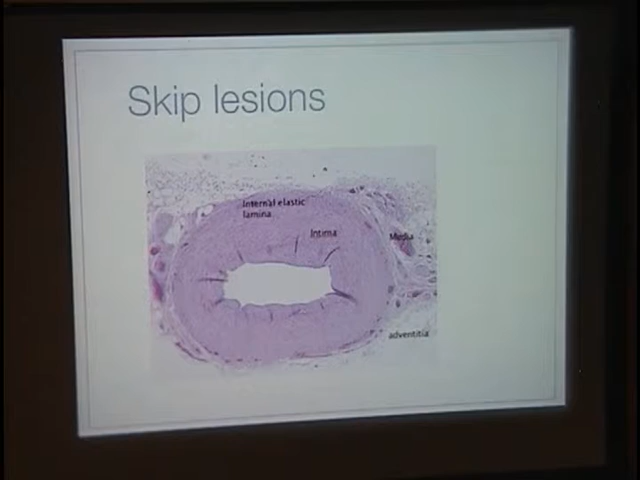 Skip lesions
Internal elastic
lamina
Intima
Media
adventitia